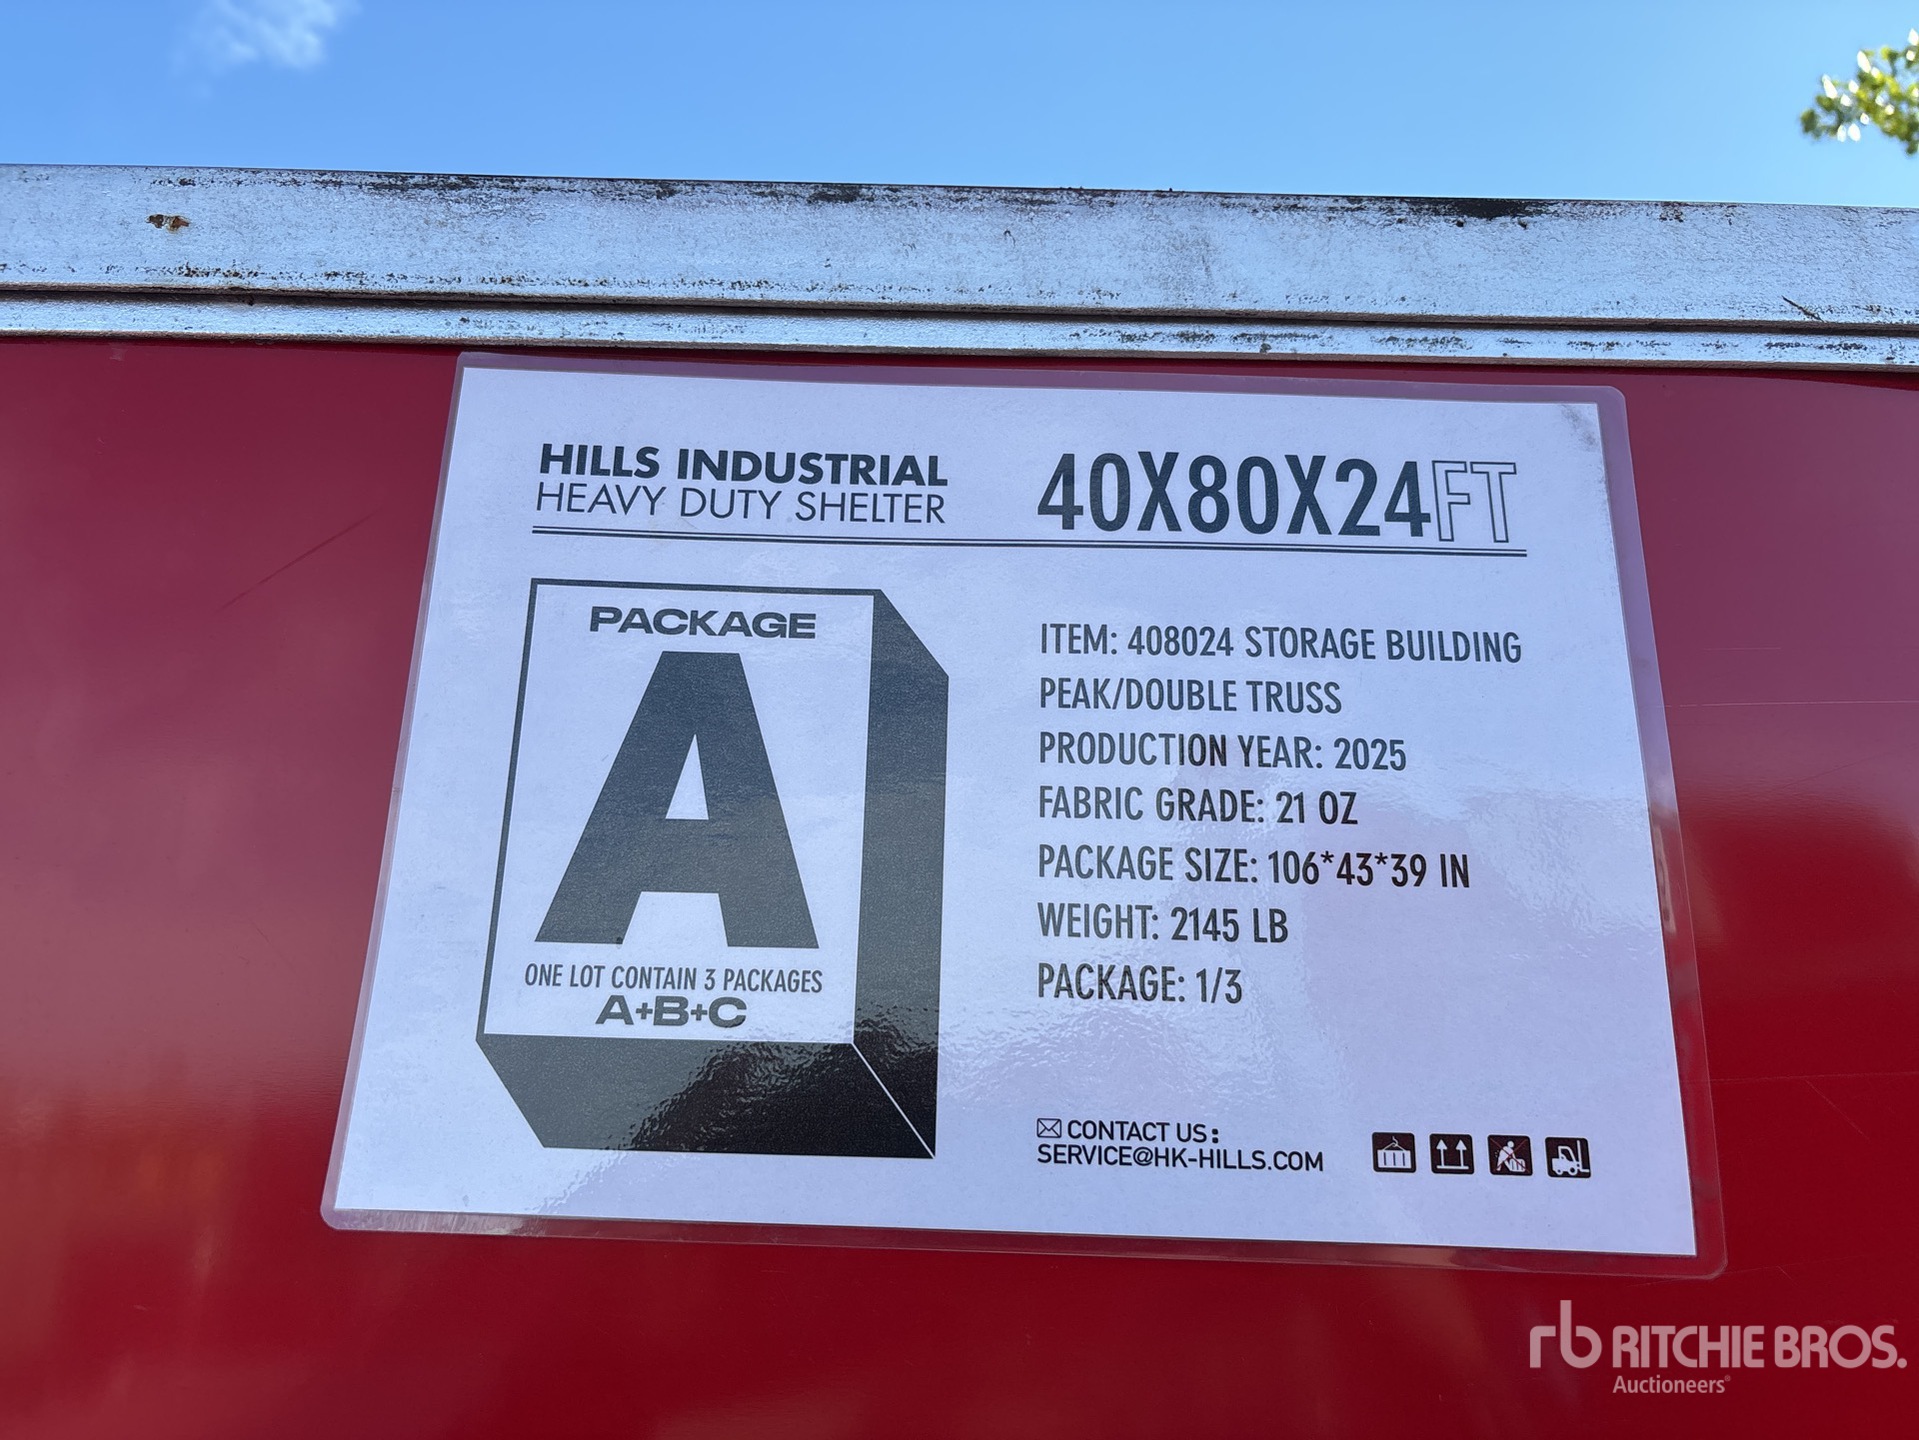 HILLS INDUSTRIAL
HEAVY DUTY SHELTER
40X80X24FT
PACKAGE
A
ONE LOT CONTAIN 3 PACKAGES
A+B+C
ITEM: 408024 STORAGE BUILDING
PEAK/DOUBLE TRUSS
PRODUCTION YEAR: 2025
FABRIC GRADE: 21 OZ
PACKAGE SIZE: 106*43*39 IN
WEIGHT: 2145 LB
PACKAGE: 1/3
CONTACT US:
SERVICE@HK-HILLS.COM
rb RITCHIE BROS.
Auctioneers®